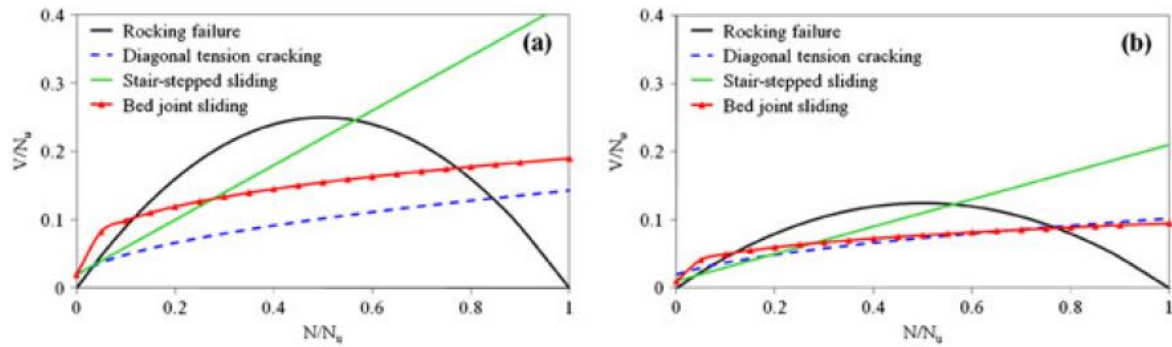 0.4
Rocking failure
Diagonal tension cracking
Stair-stepped sliding
Bed joint sliding
(a)
0.3
0.2
0.1
0
V/Nu
0 0.2 0.4 0.6 0.8 1
N/Nu
0.4
Rocking failure
Diagonal tension cracking
Stair-stepped sliding
Bed joint sliding
(b)
0.3
0.2
0.1
0
V/Nu
0 0.2 0.4 0.6 0.8 1
N/Nu